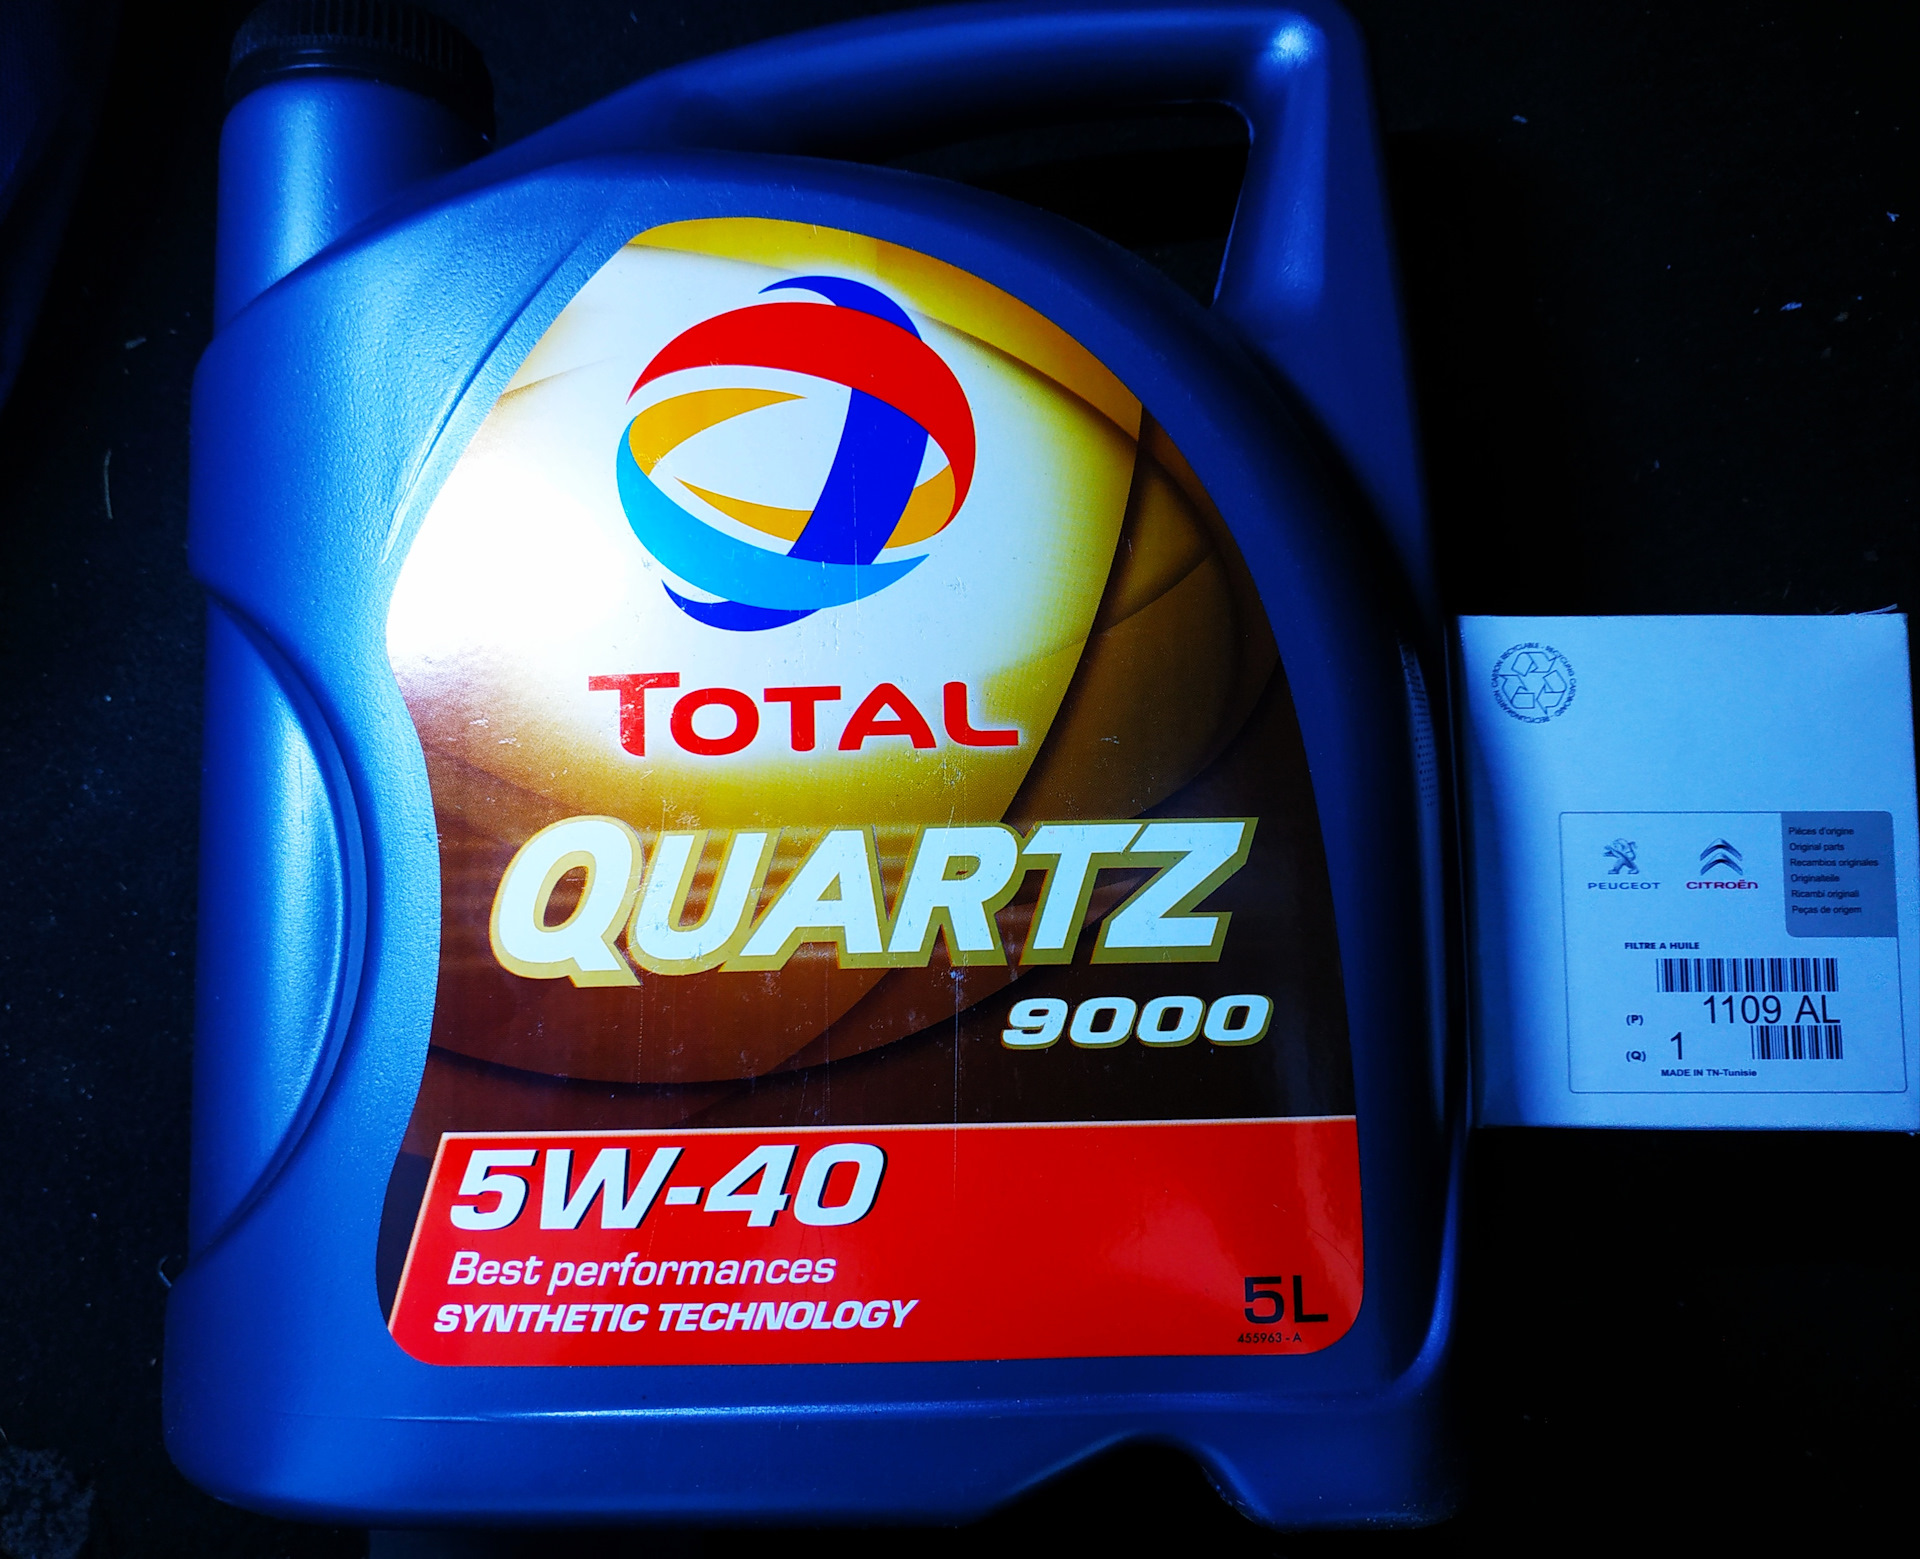 TOTAL
QUARTZ
9000
5W-40
Best performances
SYNTHETIC TECHNOLOGY
5L
455963-A
PEUGEOT
CITROËN
Pièces d'origine
Original parts
Recambios originales
Originalteile
Ricambi originali
Peças de origem
FILTRE A HUILE
(P) 1109 AL
(Q) 1
MADE IN TN-Tunisie